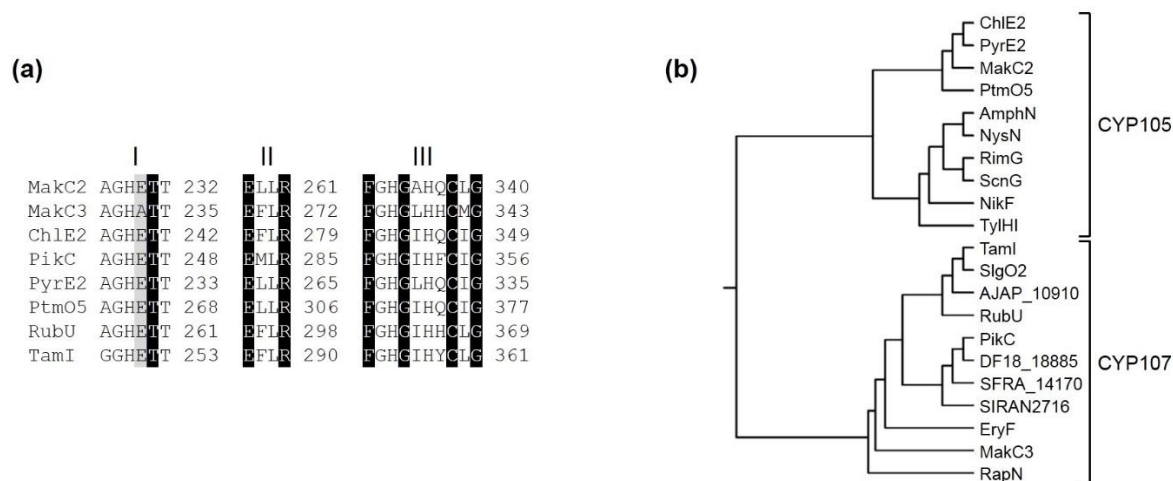 (a)
I II III
MakC2 AGHETT 232 ELLR 261 FGHGAHQCLG 340
MakC3 AGHATT 235 EFLR 272 FGHGLHHCMG 343
ChlE2 AGHETT 242 EFLR 279 FGHGIHQCIG 349
PikC AGHETT 248 EMLR 285 FGHGIHFCIG 356
PyrE2 AGHETT 233 ELLR 265 FGHGLHQCIG 335
PtmO5 AGHETT 268 ELLR 306 FGHGIHQCIG 377
RubU AGHETT 261 EFLR 298 FGHGIHHCLG 369
TamI GGHETT 253 EFLR 290 FGHGIHYCLG 361
(b)
ChlE2
PyrE2
MakC2
PtmO5
AmphN
NysN
RimG
ScnG
NikF
TylHI
CYP105
TamI
SlgO2
AJAP_10910
RubU
PikC
DF18_18885
SFRA_14170
SIRAN2716
EryF
MakC3
RapN
CYP107